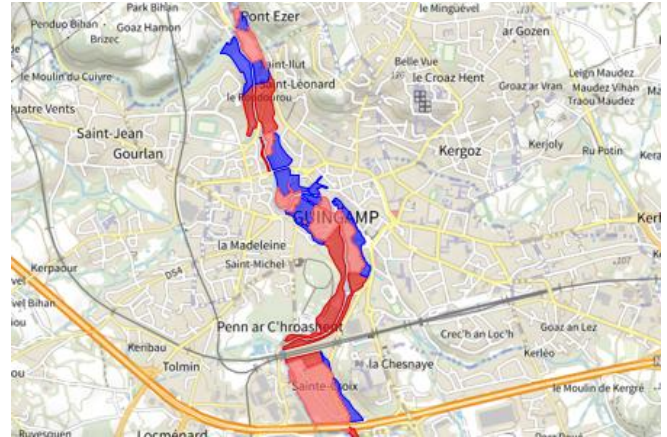 Park Bihan
Pont Ezer
le Minguével
Penduo Bihan
Goaz Hamon
Brizec
ar Gozen
Saint-Ilut
Belle Vue
le Moulin du Cuivre
Saint-Léonard
le Croaz Hent
Leign Maudez
Groaz ar Vran
Maudez Vihan
Traou Maudez
le Roudourou
Quatre Vents
Saint-Jean
Gourlan
Kergoz
Kerjoly
Ru Potin
GUINGAMP
la Madeleine
Saint-Michel
Kerpaour
D54
Penn ar C'hroashent
Crec'h an Loc'h
Goaz an Lez
Keribau
Tolmin
la Chesnaye
Kerléo
Sainte-Croix
le Moulin de Kergré
Locménard